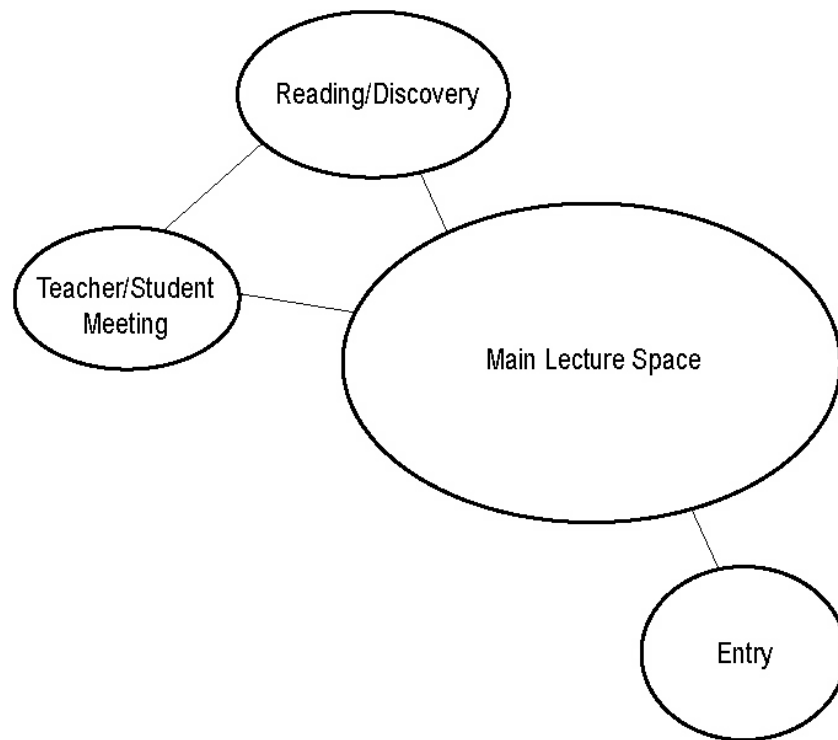 Reading/Discovery
Teacher/Student
Meeting
Main Lecture Space
Entry